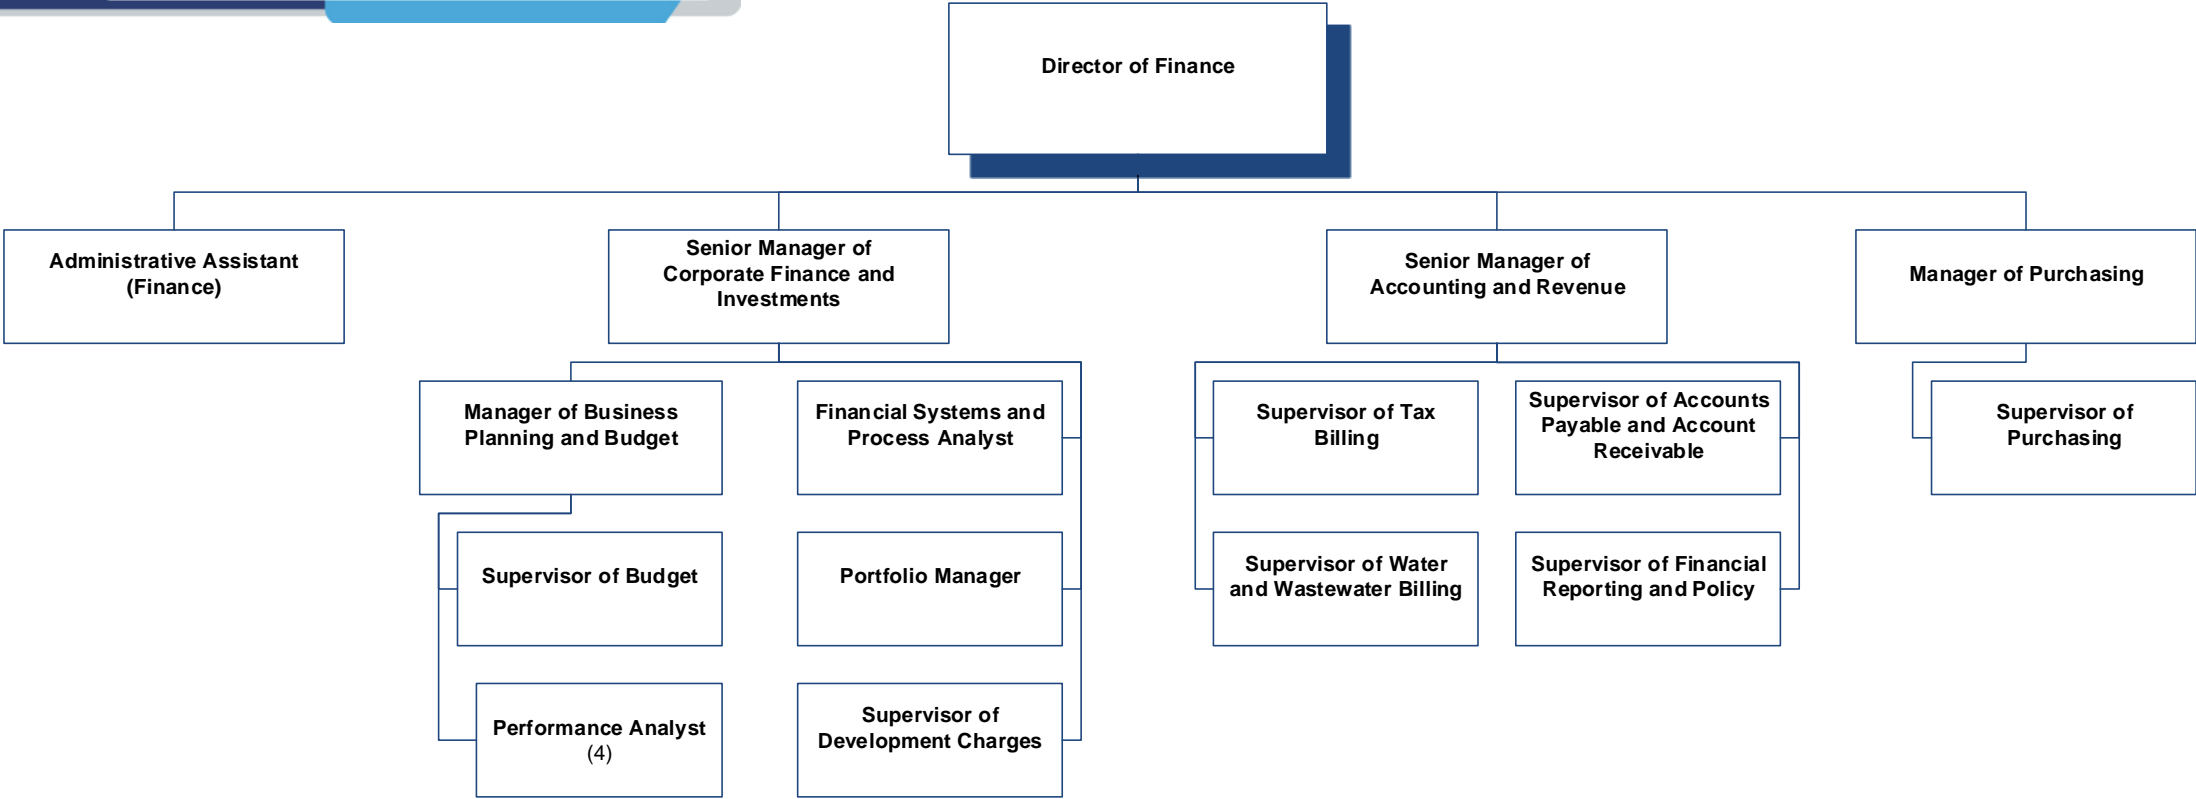 Director of Finance
Administrative Assistant
(Finance)
Senior Manager of
Corporate Finance and
Investments
Senior Manager of
Accounting and Revenue
Manager of Purchasing
Manager of Business
Planning and Budget
Financial Systems and
Process Analyst
Supervisor of Tax
Billing
Supervisor of Accounts
Payable and Account
Receivable
Supervisor of
Purchasing
Supervisor of Budget
Portfolio Manager
Supervisor of Water
and Wastewater Billing
Supervisor of Financial
Reporting and Policy
Performance Analyst
(4)
Supervisor of
Development Charges